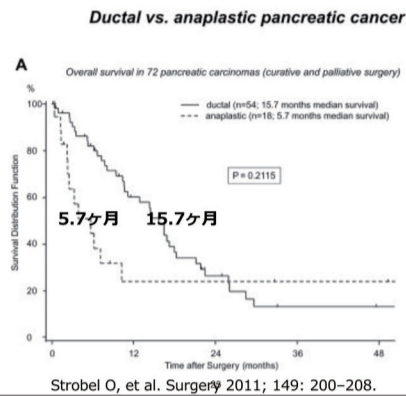 Ductal vs. anaplastic pancreatic cancer
A
Overall survival in 72 pancreatic carcinomas (curative and palliative surgery)
%
ductal (n=54; 15.7 months median survival)
anaplastic (n=18; 5.7 months median survival)
100
80
60
40
20
0
Survival Distribution Function
P = 0.2115
5.7ケ月
15.7ケ月
0 12 24 36 48
Time after Surgery (months)
Strobel O, et al. Surgery 2011; 149: 200–208.